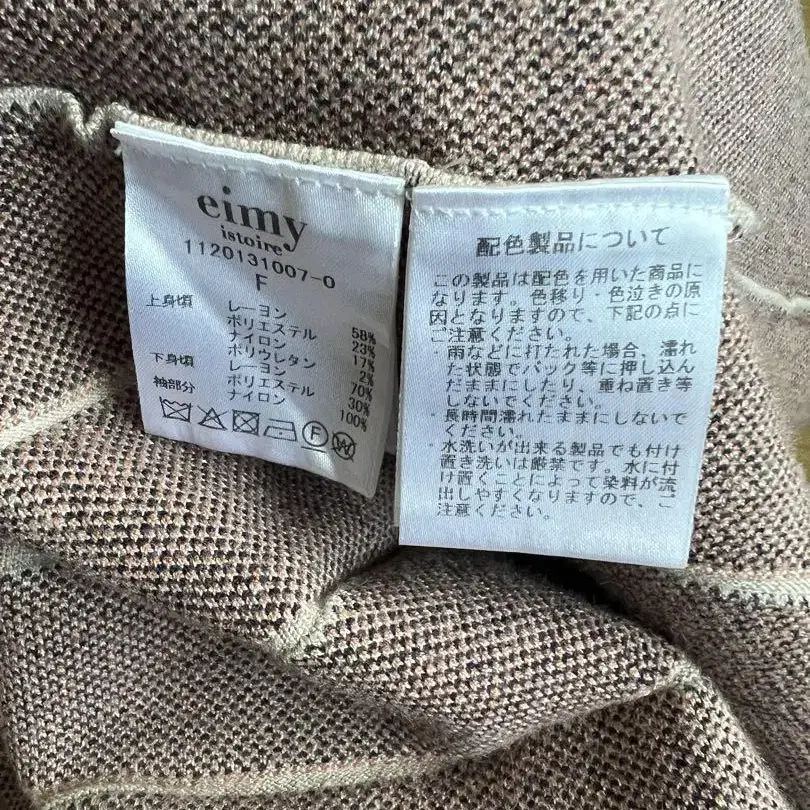 eimy
istoire
1120131007-0
F
上身頃 レーヨン 58%
ポリエステル 23%
ナイロン 17%
ポリウレタン 2%
下身頃 レーヨン 70%
ポリエステル 30%
袖部分 ナイロン 100%
F
W
配色製品について
この製品は配色を用いた商品に
なります。色移り・色泣きの原
因となりますので、下記の点に
ご注意ください。
・雨などに打たれた場合、濡れ
た状態でバック等に押し込ん
だままにしたり、重ね置き等
しないでください。
・長時間濡れたままにしないで
ください。
・水洗いが出来る製品でも付け
置き洗いは厳禁です。水に付
け置くことによって染料が流
出しやすくなりますので、ご
注意ください。